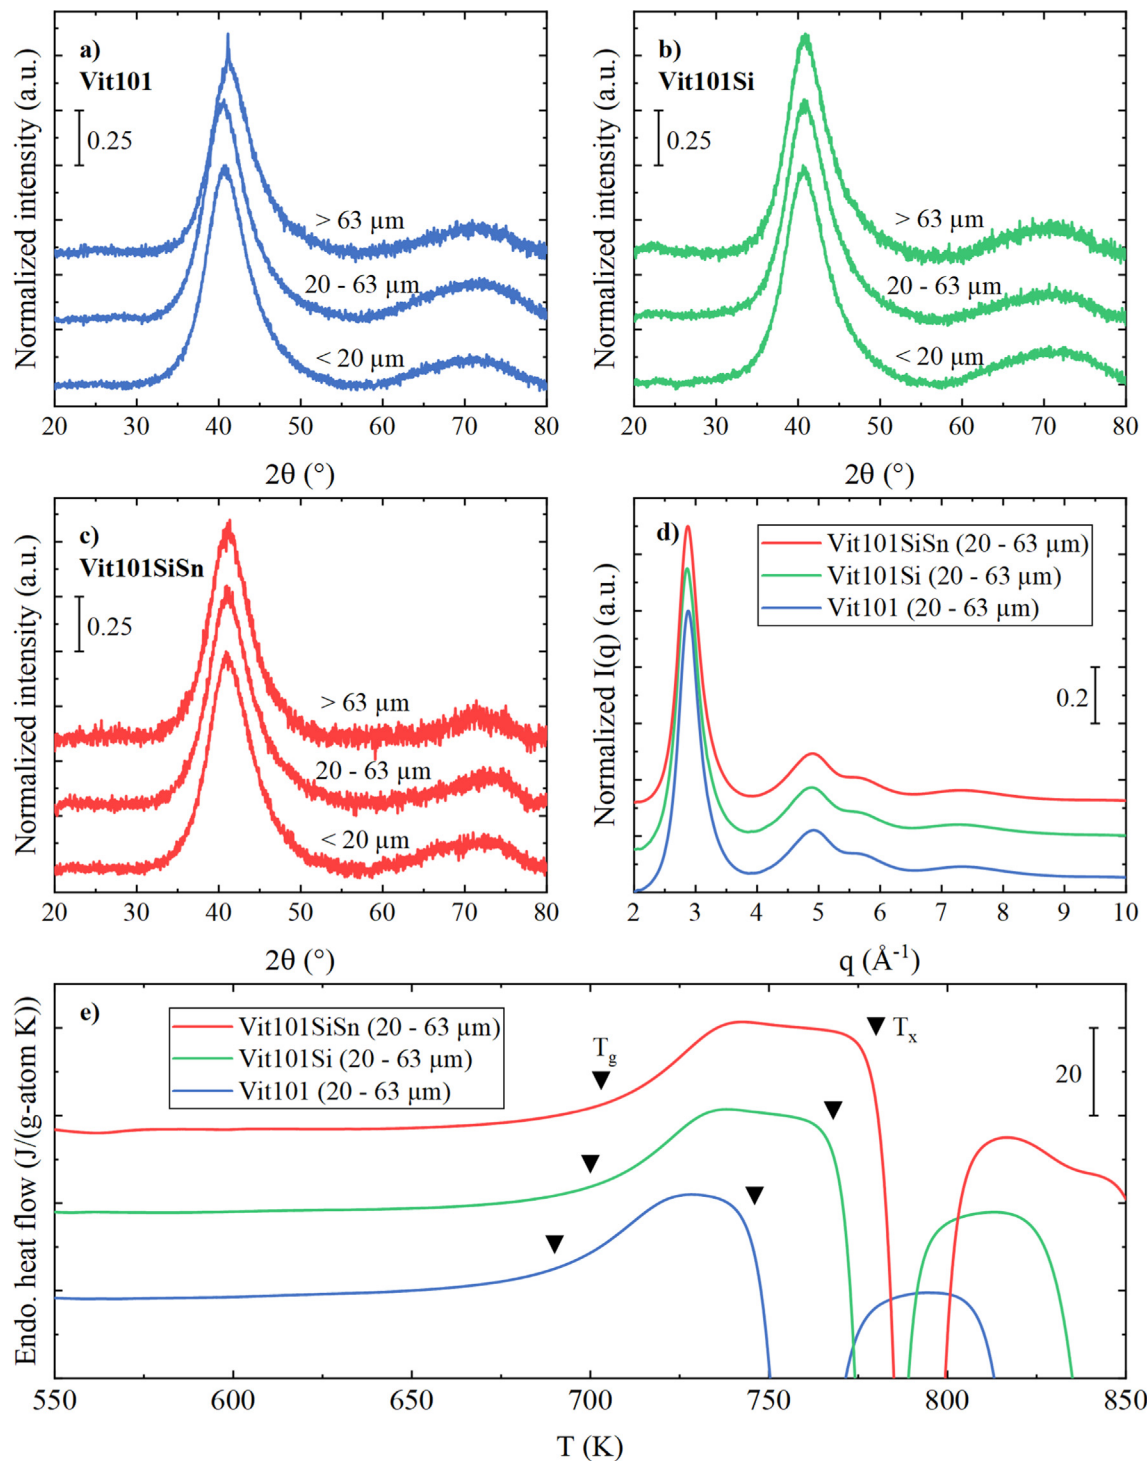 a)
Vit101
0.25
> 63 µm
20 - 63 µm
< 20 µm
Normalized intensity (a.u.)
20 30 40 50 60 70 80
2θ (°)
b)
Vit101Si
0.25
> 63 µm
20 - 63 µm
< 20 µm
Normalized intensity (a.u.)
20 30 40 50 60 70 80
2θ (°)
c)
Vit101SiSn
0.25
> 63 µm
20 - 63 µm
< 20 µm
Normalized intensity (a.u.)
20 30 40 50 60 70 80
2θ (°)
d)
Vit101SiSn (20 - 63 µm)
Vit101Si (20 - 63 µm)
Vit101 (20 - 63 µm)
0.2
Normalized I(q) (a.u.)
2 3 4 5 6 7 8 9 10
q (Å⁻¹)
e)
Vit101SiSn (20 - 63 µm)
Vit101Si (20 - 63 µm)
Vit101 (20 - 63 µm)
Tg
Tx
20
Endo. heat flow (J/(g-atom K))
550 600 650 700 750 800 850
T (K)